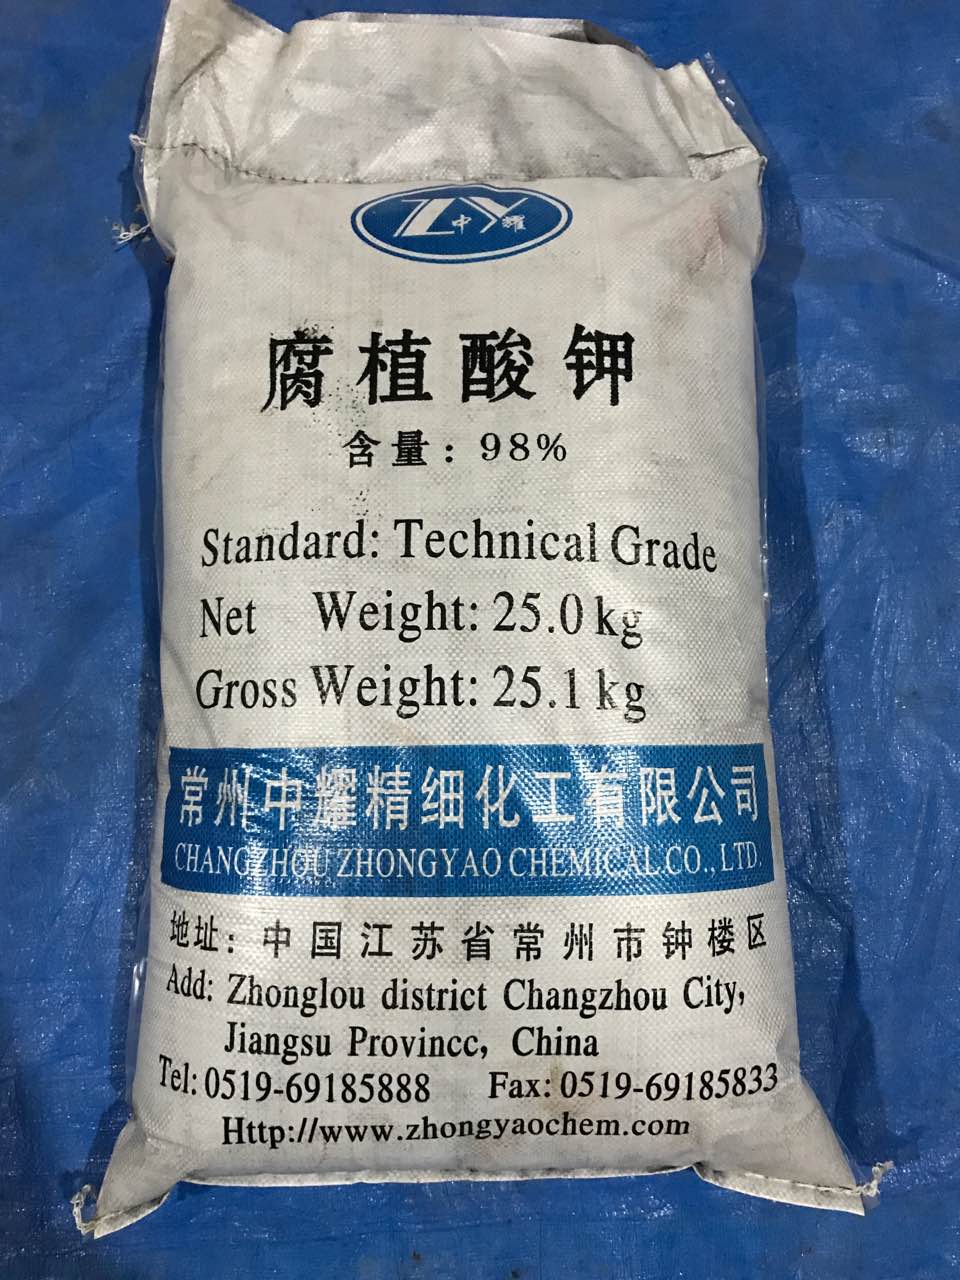 ZY中耀
腐植酸钾
含量：98%
Standard: Technical Grade
Net Weight: 25.0 kg
Gross Weight: 25.1 kg
常州中耀精细化工有限公司
CHANGZHOU ZHONGYAO CHEMICAL CO., LTD.
地址：中国江苏省常州市钟楼区
Add: Zhonglou district Changzhou City,
Jiangsu Provincc, China
Tel: 0519-69185888 Fax: 0519-69185833
Http://www.zhongyaochem.com